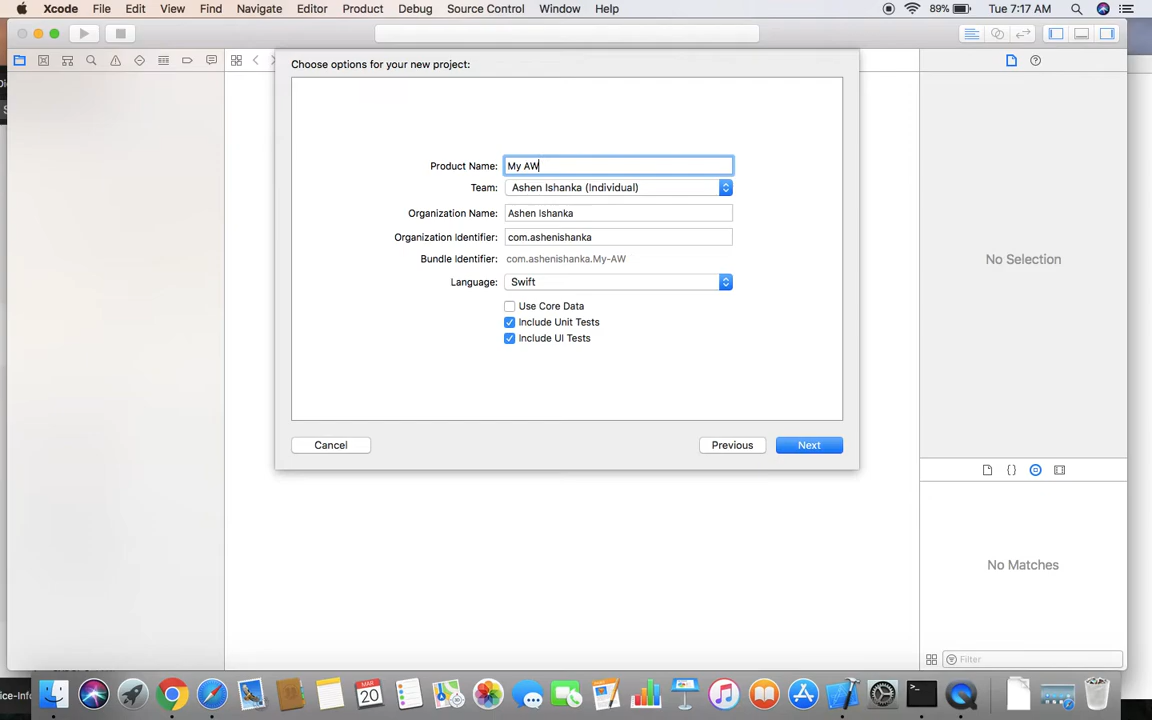 Xcode File Edit View Find Navigate Editor Product Debug Source Control Window Help 89% Tue 7:17 AM
Choose options for your new project:
Product Name: My AW
Team: Ashen Ishanka (Individual)
Organization Name: Ashen Ishanka
Organization Identifier: com.ashenishanka
Bundle Identifier: com.ashenishanka.My-AW
No Selection
Language: Swift
Use Core Data
Include Unit Tests
Include UI Tests
Cancel Previous Next
No Matches
Filter
MAR
20